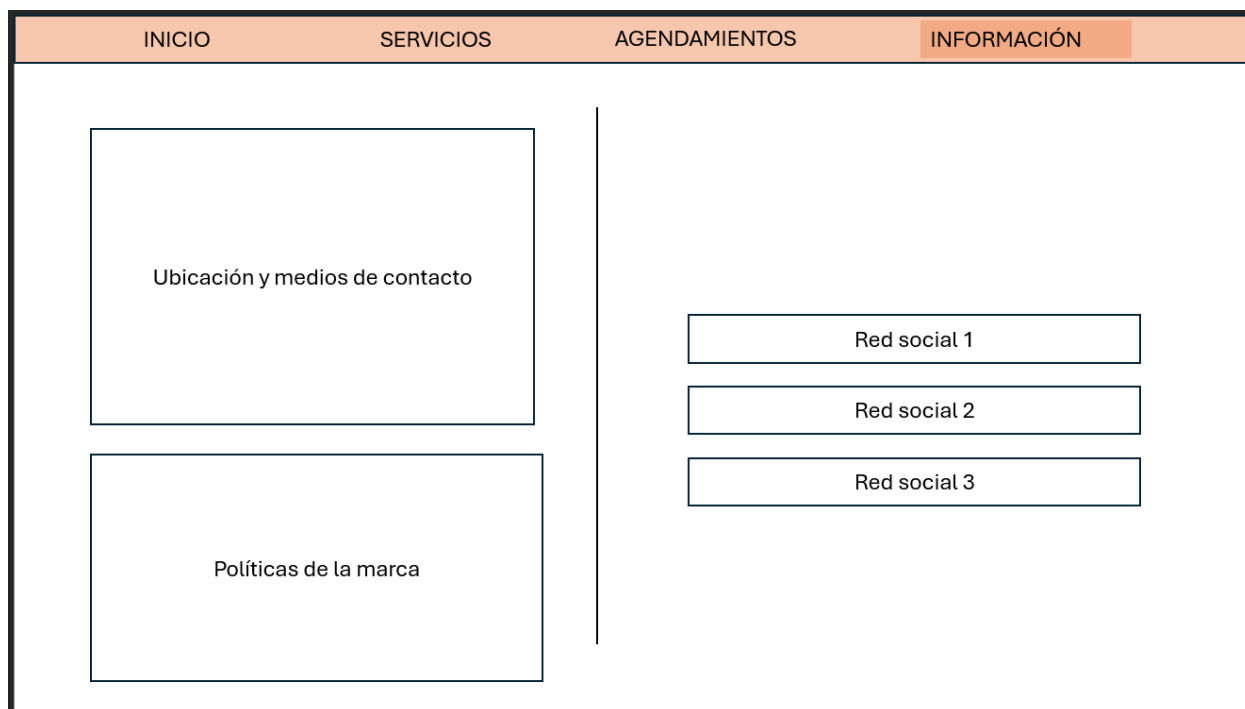 INICIO SERVICIOS AGENDAMIENTOS INFORMACIÓN
Ubicación y medios de contacto
Políticas de la marca
Red social 1
Red social 2
Red social 3